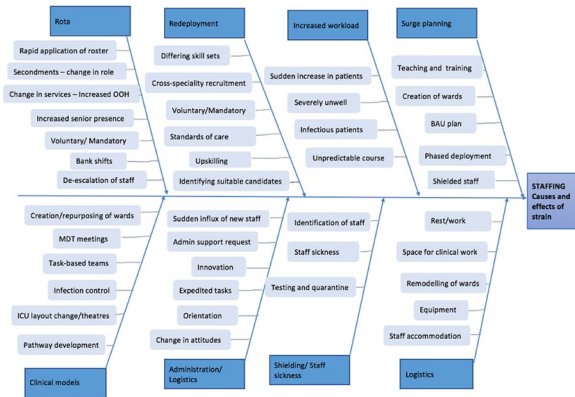 Rota
Redeployment
Increased workload
Surge planning
Rapid application of roster
Secondments – change in role
Change in services – Increased OOH
Increased senior presence
Voluntary/ Mandatory
Bank shifts
De-escalation of staff
Differing skill sets
Cross-speciality recruitment
Voluntary/Mandatory
Standards of care
Upskilling
Identifying suitable candidates
Sudden increase in patients
Severely unwell
Infectious patients
Unpredictable course
Teaching and training
Creation of wards
BAU plan
Phased deployment
Shielded staff
STAFFING
Causes and
effects of
strain
Creation/repurposing of wards
MDT meetings
Task-based teams
Infection control
ICU layout change/theatres
Pathway development
Sudden influx of new staff
Admin support request
Innovation
Expedited tasks
Orientation
Change in attitudes
Identification of staff
Staff sickness
Testing and quarantine
Rest/work
Space for clinical work
Remodelling of wards
Equipment
Staff accommodation
Clinical models
Administration/
Logistics
Shielding/ Staff
sickness
Logistics